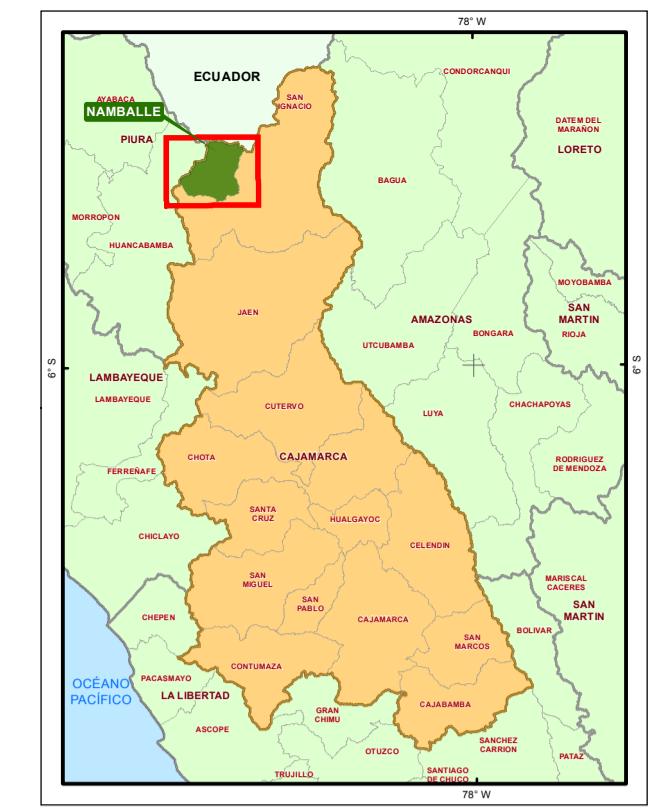 78° W
ECUADOR
CONDORCANQUI
AYABACA
SAN
IGNACIO
NAMBALLE
DATEM DEL
MARAÑON
PIURA
LORETO
BAGUA
MORROPON
HUANCABAMBA
MOYOBAMBA
JAEN
SAN
MARTIN
AMAZONAS
BONGARA
RIOJA
UTCUBAMBA
6° S
6° S
LAMBAYEQUE
LAMBAYEQUE
CUTERVO
CHACHAPOYAS
LUYA
CHOTA
CAJAMARCA
RODRIGUEZ
DE MENDOZA
FERREÑAFE
SANTA
CRUZ
HUALGAYOC
CHICLAYO
CELENDIN
SAN
MIGUEL
MARISCAL
CACERES
SAN
PABLO
SAN
MARTIN
CHEPEN
CAJAMARCA
BOLIVAR
SAN
MARCOS
CONTUMAZA
PACASMAYO
OCÉANO
PACÍFICO
LA LIBERTAD
CAJABAMBA
GRAN
CHIMU
ASCOPE
SANCHEZ
CARRION
OTUZCO
PATAZ
TRUJILLO
SANTIAGO
DE CHUCO
78° W